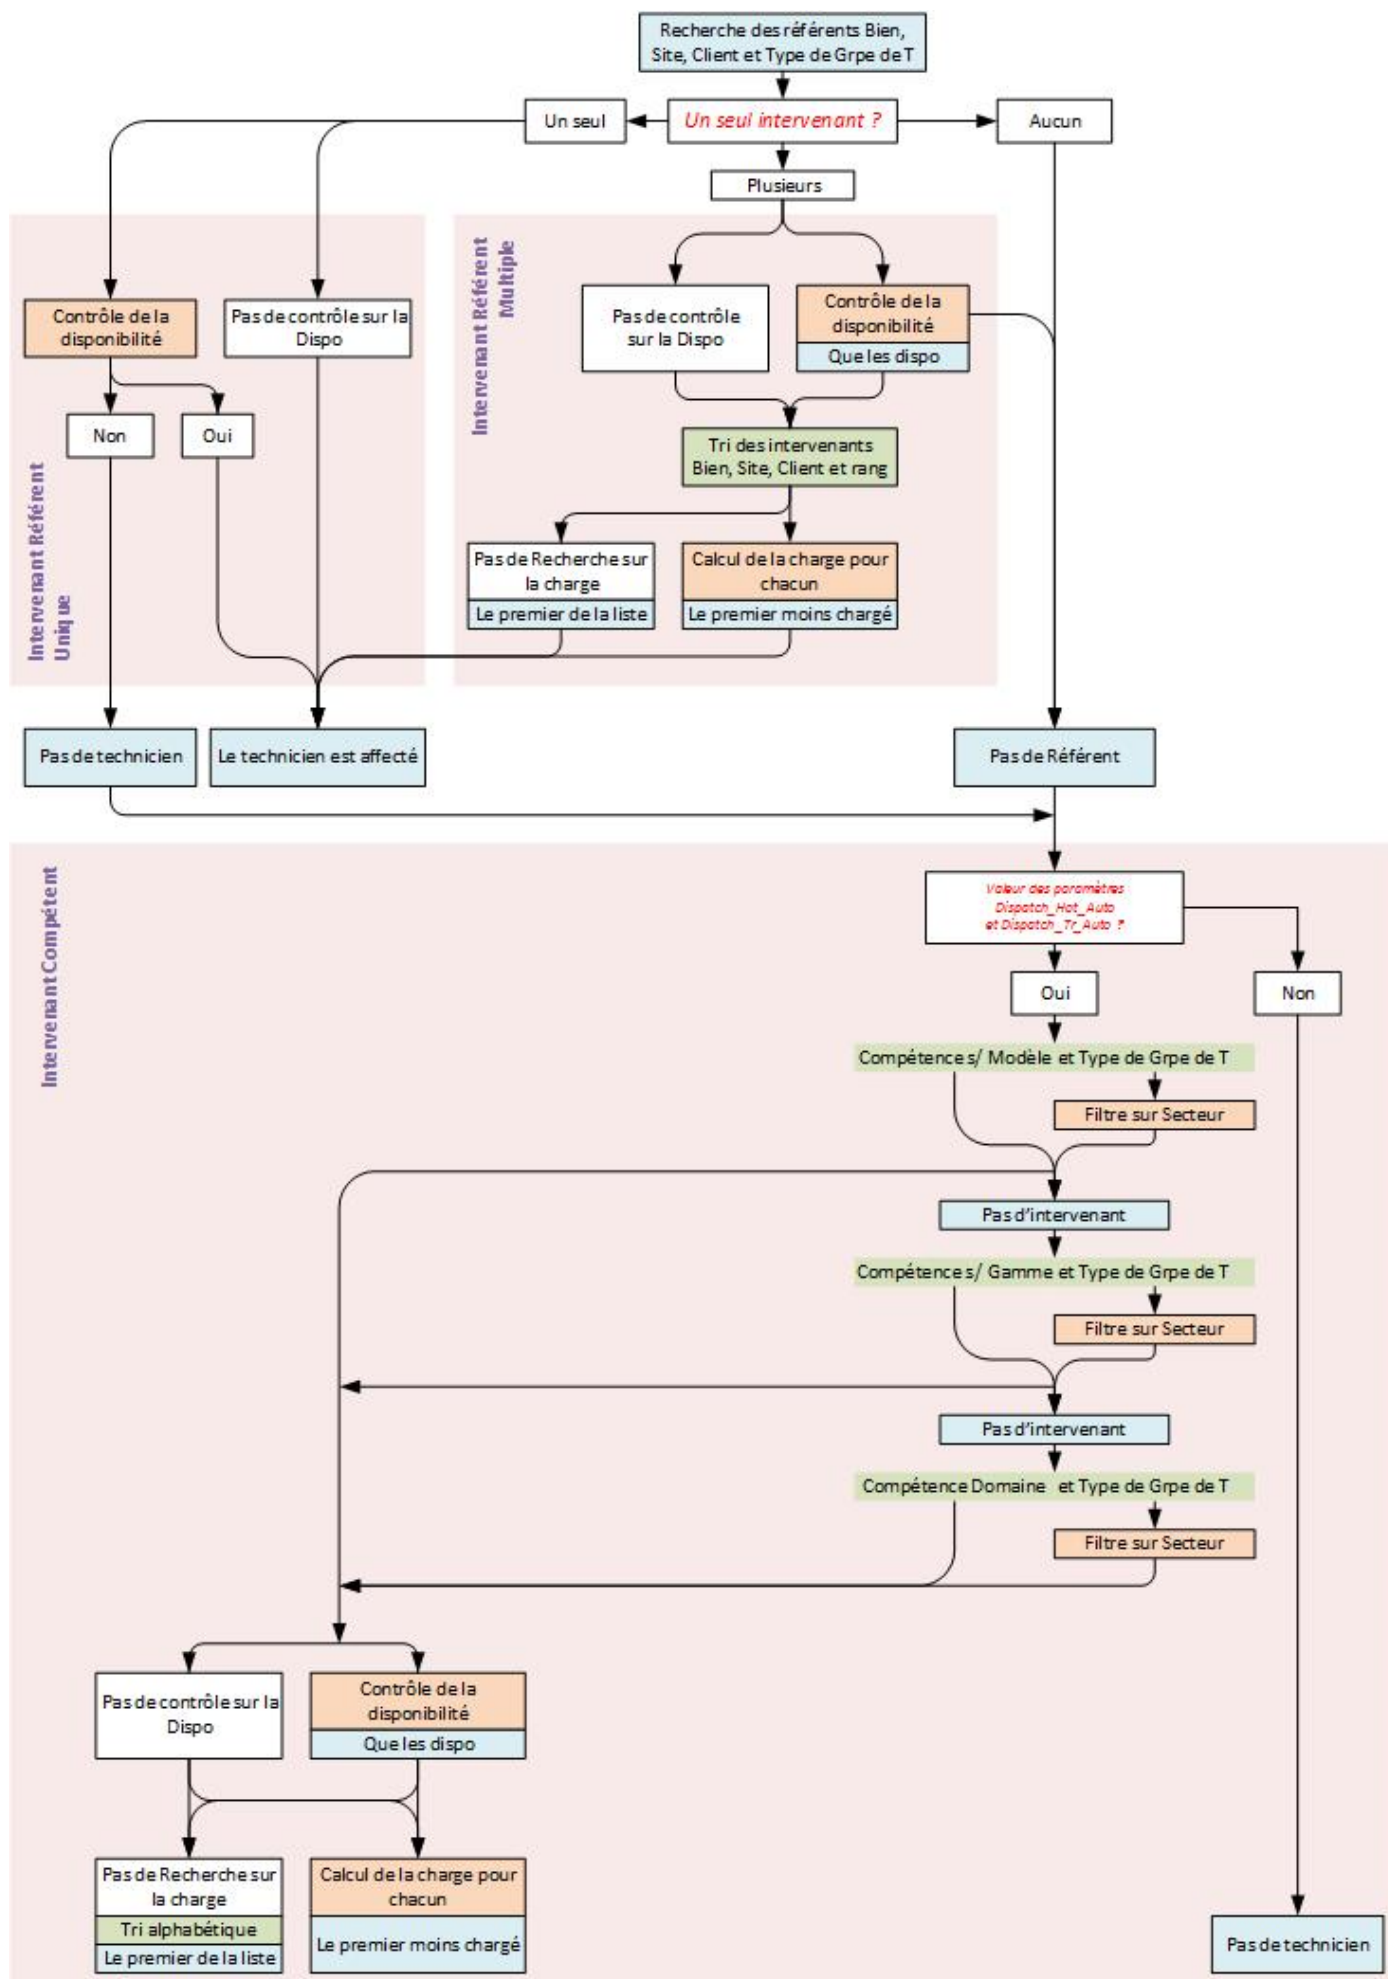 Recherche des référents Bien,
Site, Client et Type de Grpe de T
Un seul
Un seul intervenant ?
Aucun
Plusieurs
Intervenant Référent
Unique
Contrôle de la
disponibilité
Pas de contrôle sur la
Dispo
Non
Oui
Intervenant Référent
Multiple
Pas de contrôle
sur la Dispo
Contrôle de la
disponibilité
Que les dispo
Tri des intervenants
Bien, Site, Client et rang
Pas de Recherche sur
la charge
Le premier de la liste
Calcul de la charge pour
chacun
Le premier moins chargé
Pas de technicien
Le technicien est affecté
Pas de Référent
Intervenant Compétent
Valeur des paramètres
Dispatch_Hot_Auto
et Dispatch_Tr_Auto ?
Oui
Non
Compétence s/ Modèle et Type de Grpe de T
Filtre sur Secteur
Pas d'intervenant
Compétence s/ Gamme et Type de Grpe de T
Filtre sur Secteur
Pas d'intervenant
Compétence Domaine et Type de Grpe de T
Filtre sur Secteur
Pas de contrôle sur la
Dispo
Contrôle de la
disponibilité
Que les dispo
Pas de Recherche sur
la charge
Tri alphabétique
Le premier de la liste
Calcul de la charge pour
chacun
Le premier moins chargé
Pas de technicien